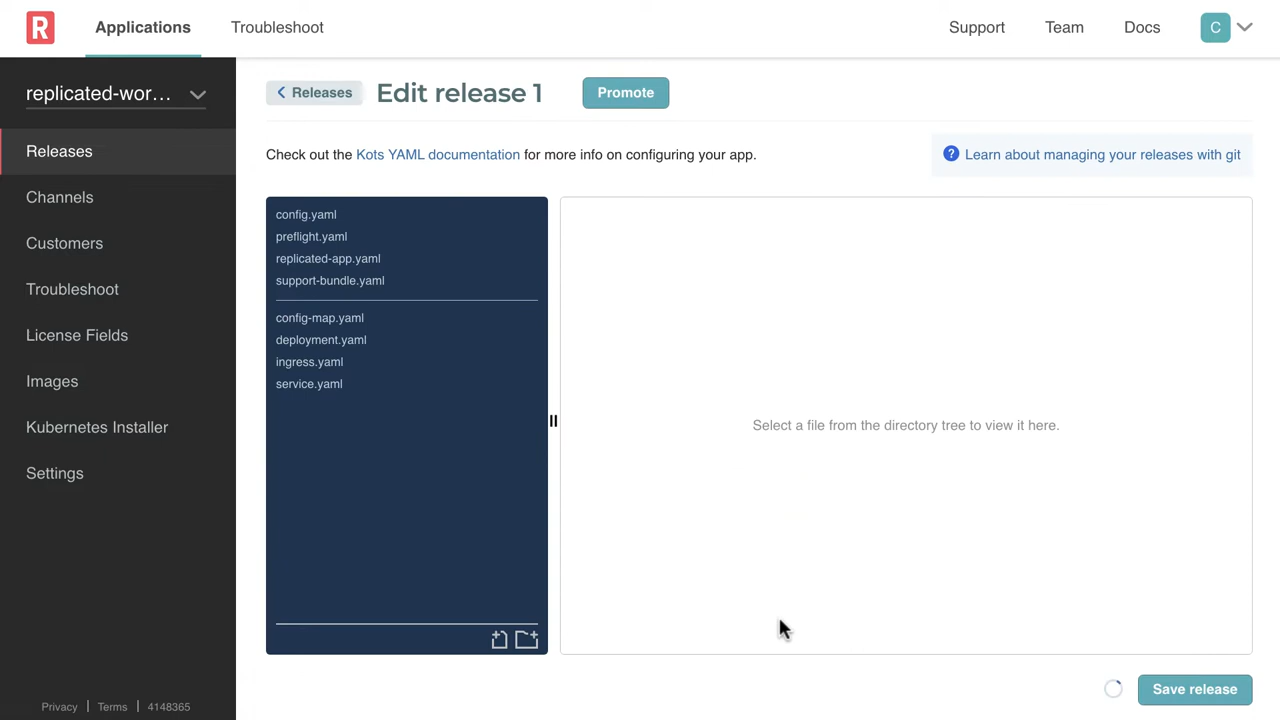 R
Applications
Troubleshoot
Support
Team
Docs
C
replicated-wor...
Releases
Channels
Customers
Troubleshoot
License Fields
Images
Kubernetes Installer
Settings
Privacy | Terms | 4148365
Releases
Edit release 1
Promote
Check out the Kots YAML documentation for more info on configuring your app.
? Learn about managing your releases with git
config.yaml
preflight.yaml
replicated-app.yaml
support-bundle.yaml
config-map.yaml
deployment.yaml
ingress.yaml
service.yaml
Select a file from the directory tree to view it here.
Save release